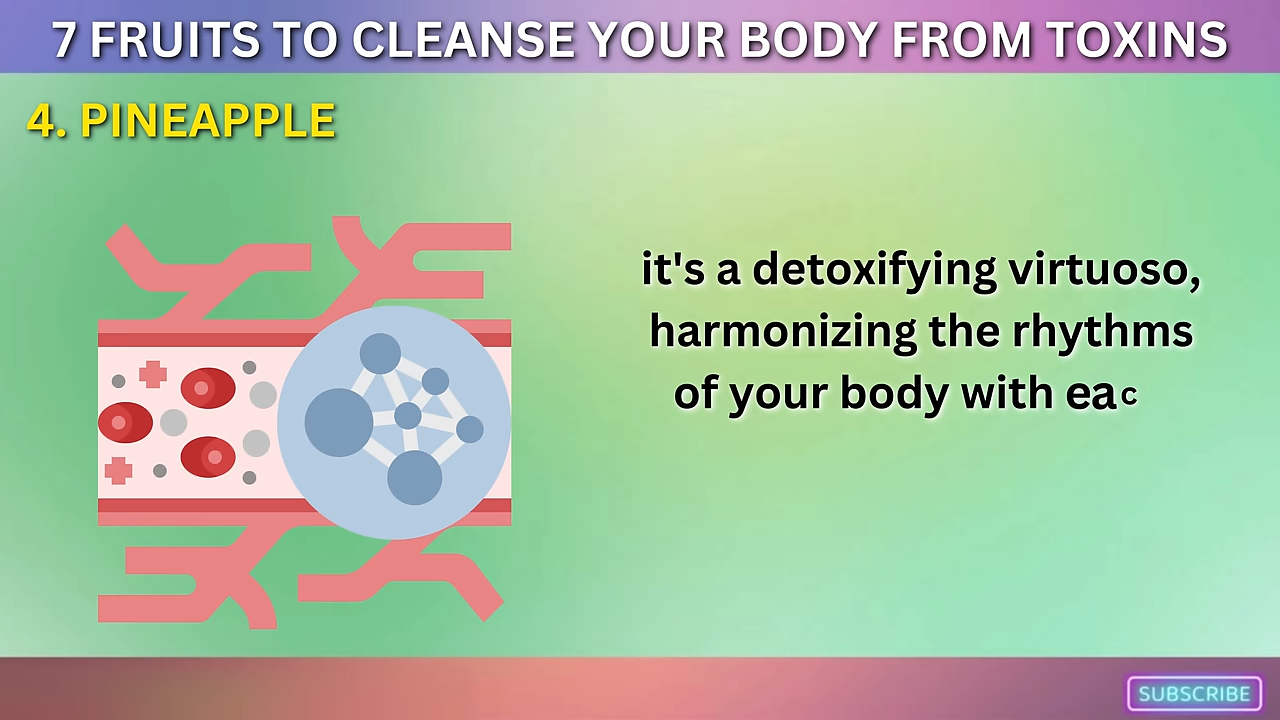 7 FRUITS TO CLEANSE YOUR BODY FROM TOXINS
4. PINEAPPLE
it's a detoxifying virtuoso,
harmonizing the rhythms
of your body with eac
SUBSCRIBE